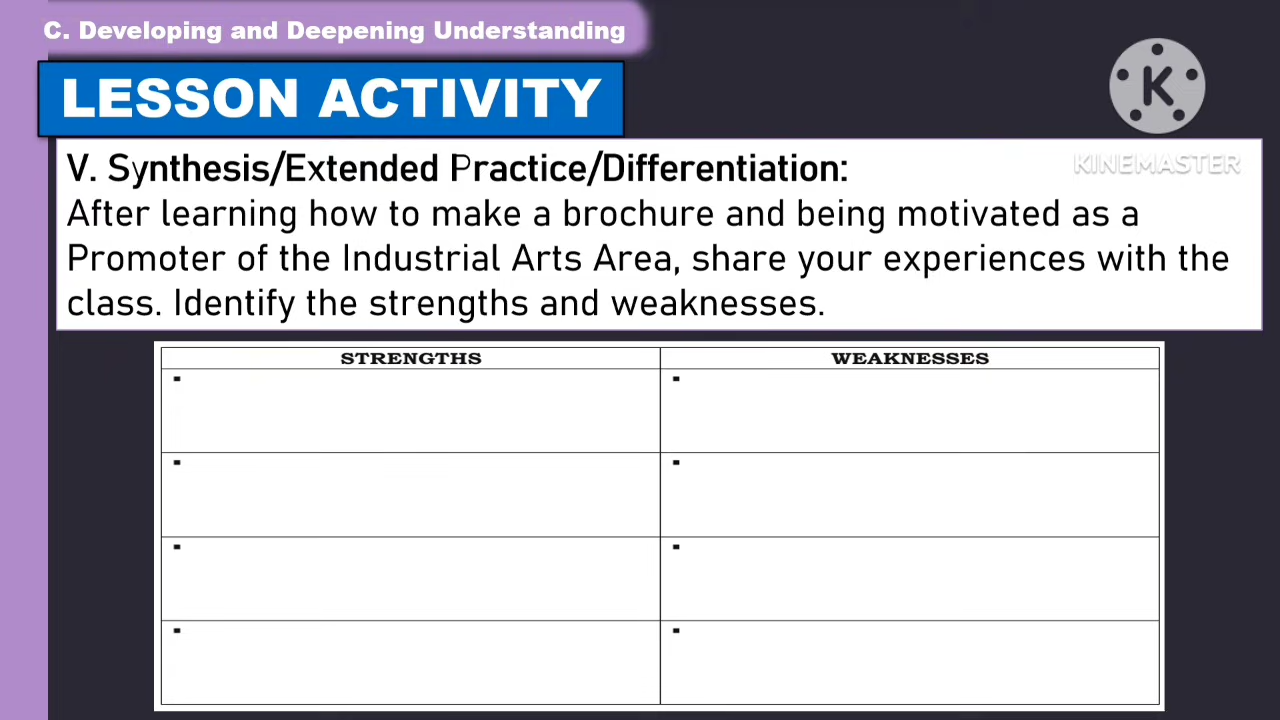 C. Developing and Deepening Understanding
LESSON ACTIVITY
K
KINEMASTER
V. Synthesis/Extended Practice/Differentiation:
After learning how to make a brochure and being motivated as a
Promoter of the Industrial Arts Area, share your experiences with the
class. Identify the strengths and weaknesses.
STRENGTHS
WEAKNESSES